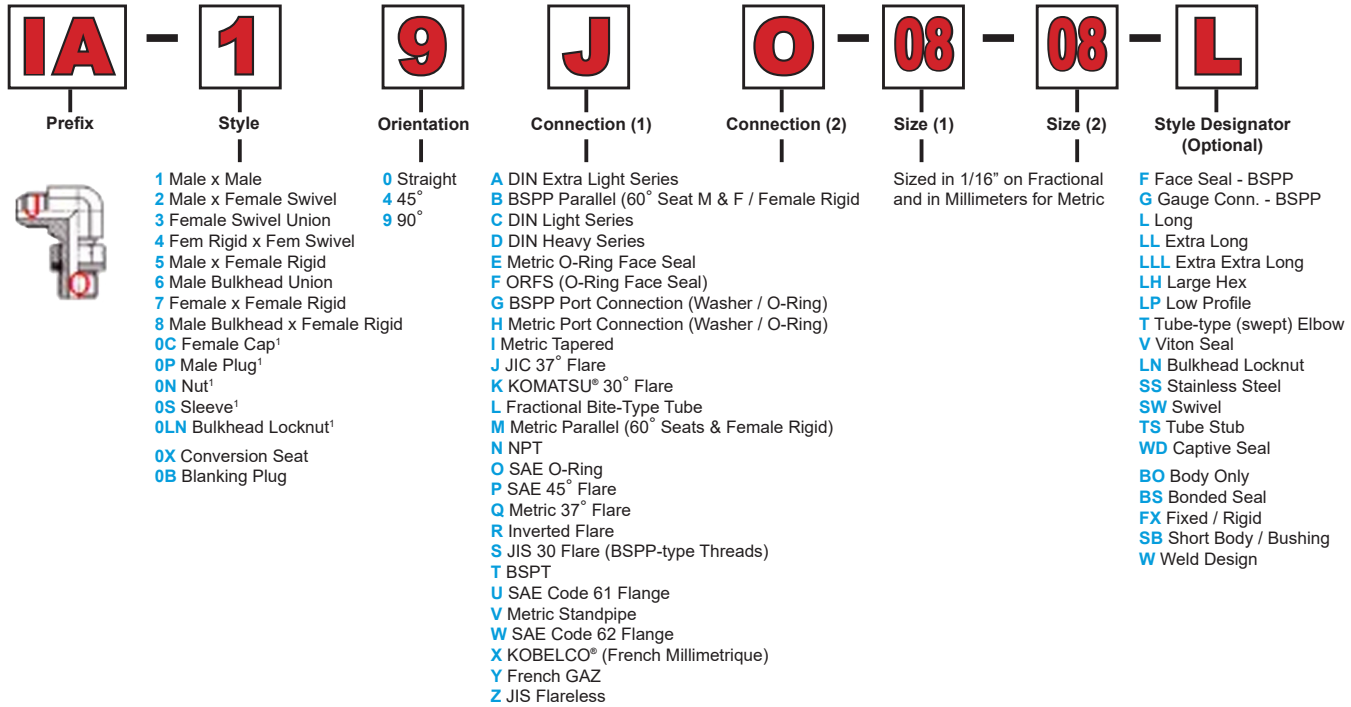 IA - 1 9 J O - 08 - 08 - L
Prefix Style Orientation Connection (1) Connection (2) Size (1) Size (2) Style Designator
(Optional)
1 Male x Male
2 Male x Female Swivel
3 Female Swivel Union
4 Fem Rigid x Fem Swivel
5 Male x Female Rigid
6 Male Bulkhead Union
7 Female x Female Rigid
8 Male Bulkhead x Female Rigid
0C Female Cap¹
0P Male Plug¹
0N Nut¹
0S Sleeve¹
0LN Bulkhead Locknut¹
0X Conversion Seat
0B Blanking Plug
0 Straight
4 45°
9 90°
A DIN Extra Light Series
B BSPP Parallel (60° Seat M & F / Female Rigid
C DIN Light Series
D DIN Heavy Series
E Metric O-Ring Face Seal
F ORFS (O-Ring Face Seal)
G BSPP Port Connection (Washer / O-Ring)
H Metric Port Connection (Washer / O-Ring)
I Metric Tapered
J JIC 37° Flare
K KOMATSU® 30° Flare
L Fractional Bite-Type Tube
M Metric Parallel (60° Seats & Female Rigid)
N NPT
O SAE O-Ring
P SAE 45° Flare
Q Metric 37° Flare
R Inverted Flare
S JIS 30 Flare (BSPP-type Threads)
T BSPT
U SAE Code 61 Flange
V Metric Standpipe
W SAE Code 62 Flange
X KOBELCO® (French Millimetrique)
Y French GAZ
Z JIS Flareless
Sized in 1/16” on Fractional
and in Millimeters for Metric
F Face Seal - BSPP
G Gauge Conn. - BSPP
L Long
LL Extra Long
LLL Extra Extra Long
LH Large Hex
LP Low Profile
T Tube-type (swept) Elbow
V Viton Seal
LN Bulkhead Locknut
SS Stainless Steel
SW Swivel
TS Tube Stub
WD Captive Seal
BO Body Only
BS Bonded Seal
FX Fixed / Rigid
SB Short Body / Bushing
W Weld Design